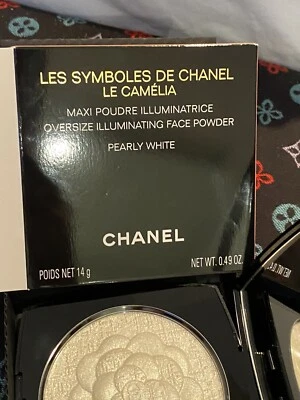 LES SYMBOLES DE CHANEL
LE CAMÉLIA
MAXI POUDRE ILLUMINATRICE
OVERSIZE ILLUMINATING FACE POWDER
PEARLY WHITE
CHANEL
POIDS NET 14 g
NET WT. 0.49 OZ.